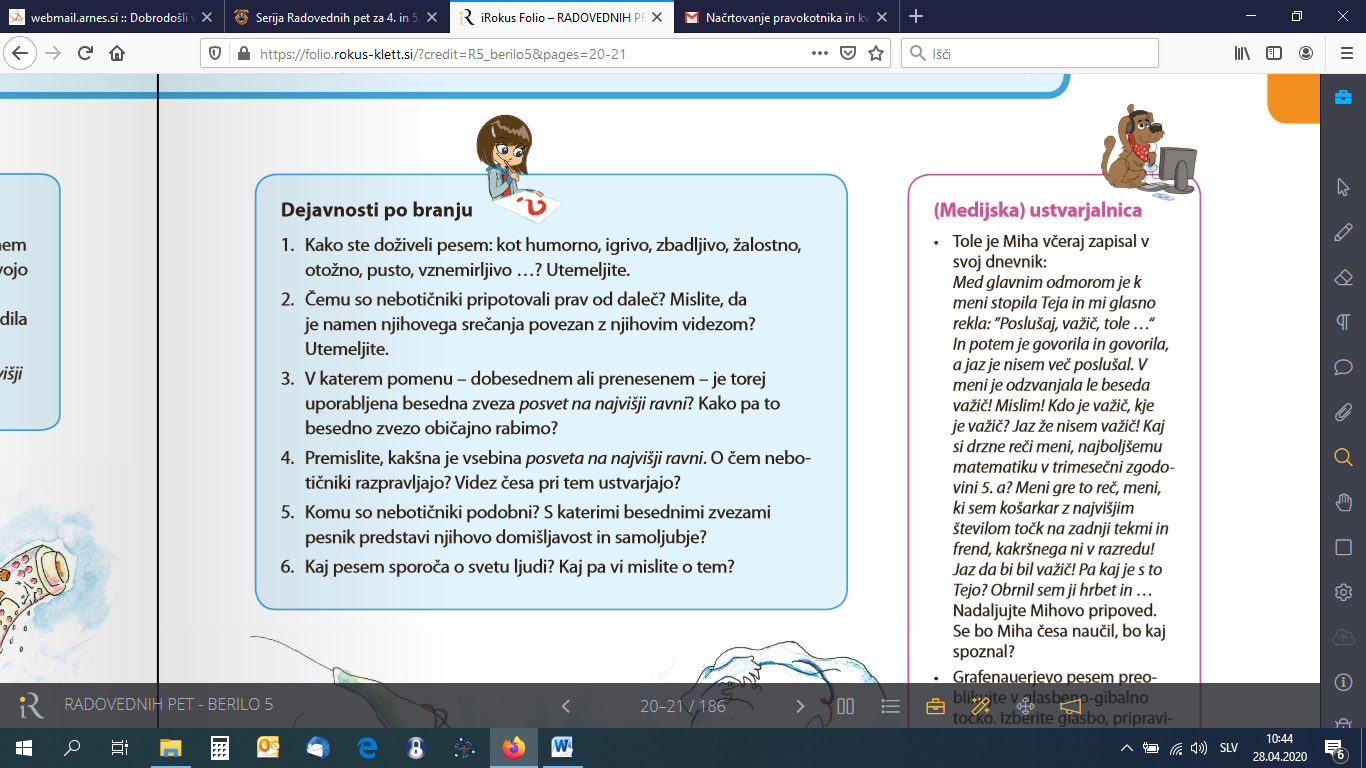 webmail.arnes.si :: Dobrodošli v
Serija Radovednih pet za 4. in 5.
iRokus Folio – RADOVEDNIH PE
Načrtovanje pravokotnika in kv
https://folio.rokus-klett.si/?credit=R5_berilo5&pages=20-21
Išči
nem
vojo
dila
višji
Dejavnosti po branju
1. Kako ste doživeli pesem: kot humorno, igrivo, zbadljivo, žalostno,
otožno, pusto, vznemirljivo …? Utemeljite.
2. Čemu so nebotičniki pripotovali prav od daleč? Mislite, da
je namen njihovega srečanja povezan z njihovim videzom?
Utemeljite.
3. V katerem pomenu – dobesednem ali prenesenem – je torej
uporabljena besedna zveza posvet na najvišji ravni? Kako pa to
besedno zvezo običajno rabimo?
4. Premislite, kakšna je vsebina posveta na najvišji ravni. O čem nebo-
tičniki razpravljajo? Videz česa pri tem ustvarjajo?
5. Komu so nebotičniki podobni? S katerimi besednimi zvezami
pesnik predstavi njihovo domišljavost in samoljubje?
6. Kaj pesem sporoča o svetu ljudi? Kaj pa vi mislite o tem?
(Medijska) ustvarjalnica
• Tole je Miha včeraj zapisal v
svoj dnevnik:
Med glavnim odmorom je k
meni stopila Teja in mi glasno
rekla: ”Poslušaj, važič, tole …“
In potem je govorila in govorila,
a jaz je nisem več poslušal. V
meni je odzvanjala le beseda
važič! Mislim! Kdo je važič, kje
je važič? Jaz že nisem važič! Kaj
si drzne reči meni, najboljšemu
matematiku v trimesečni zgodo-
vini 5. a? Meni gre to reč, meni,
ki sem košarkar z najvišjim
številom točk na zadnji tekmi in
frend, kakršnega ni v razredu!
Jaz da bi bil važič! Pa kaj je s to
Tejo? Obrnil sem ji hrbet in …
Nadaljujte Mihovo pripoved.
Se bo Miha česa naučil, bo kaj
spoznal?
• Grafenauerjevo pesem preo-
blikujte v glasbeno-gibalno
točko. Izberite glasbo, pripravi-
RADOVEDNIH PET - BERILO 5
20–21 / 186
SLV
10:44
28.04.2020
6